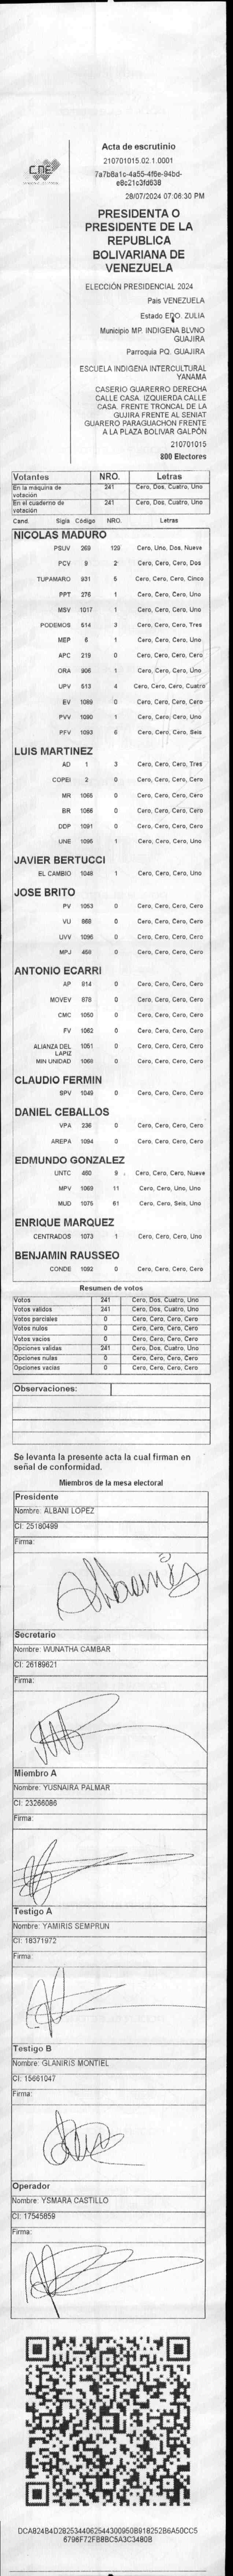 CNE
Acta de escrutinio
210701015.02.1.0001
7a7b8a1c-4a55-4f6e-94bd-
e8c21c3fd638
28/07/2024 07:06:30 PM
PRESIDENTA O
PRESIDENTE DE LA
REPUBLICA
BOLIVARIANA DE
VENEZUELA
ELECCIÓN PRESIDENCIAL 2024
Pais VENEZUELA
Estado EDO. ZULIA
Municipio MP. INDIGENA BLVNO
GUAJIRA
Parroquia PQ. GUAJIRA
ESCUELA INDIGENA INTERCULTURAL
YANAMA
CASERIO GUARERRO DERECHA
CALLE CASA. IZQUIERDA CALLE
CASA. FRENTE TRONCAL DE LA
GUJIRA FRENTE AL SENIAT
GUARERO PARAGUACHON FRENTE
A LA PLAZA BOLIVAR GALPÓN
210701015
800 Electores
Votantes NRO. Letras
En la máquina de votación 241 Cero, Dos, Cuatro, Uno
En el cuaderno de votación 241 Cero, Dos, Cuatro, Uno
Cand Sigla Código NRO. Letras
NICOLAS MADURO
PSUV 269 129 Cero, Uno, Dos, Nueve
PCV 9 2 Cero, Cero, Cero, Dos
TUPAMARO 931 5 Cero, Cero, Cero, Cinco
PPT 276 1 Cero, Cero, Cero, Uno
MSV 1017 1 Cero, Cero, Cero, Uno
PODEMOS 514 3 Cero, Cero, Cero, Tres
MEP 6 1 Cero, Cero, Cero, Uno
APC 219 0 Cero, Cero, Cero, Cero
ORA 906 1 Cero, Cero, Cero, Uno
UPV 513 4 Cero, Cero, Cero, Cuatro
EV 1089 0 Cero, Cero, Cero, Cero
PVV 1090 1 Cero, Cero, Cero, Uno
PFV 1093 6 Cero, Cero, Cero, Seis
LUIS MARTINEZ
AD 1 3 Cero, Cero, Cero, Tres
COPEI 2 0 Cero, Cero, Cero, Cero
MR 1065 0 Cero, Cero, Cero, Cero
BR 1066 0 Cero, Cero, Cero, Cero
DDP 1091 0 Cero, Cero, Cero, Cero
UNE 1095 1 Cero, Cero, Cero, Uno
JAVIER BERTUCCI
EL CAMBIO 1048 1 Cero, Cero, Cero, Uno
JOSE BRITO
PV 1053 0 Cero, Cero, Cero, Cero
VU 868 0 Cero, Cero, Cero, Cero
UVV 1096 0 Cero, Cero, Cero, Cero
MPJ 458 0 Cero, Cero, Cero, Cero
ANTONIO ECARRI
AP 814 0 Cero, Cero, Cero, Cero
MOVEV 878 0 Cero, Cero, Cero, Cero
CMC 1050 0 Cero, Cero, Cero, Cero
FV 1062 0 Cero, Cero, Cero, Cero
ALIANZA DEL LAPIZ 1051 0 Cero, Cero, Cero, Cero
MIN UNIDAD 1068 0 Cero, Cero, Cero, Cero
CLAUDIO FERMIN
SPV 1049 0 Cero, Cero, Cero, Cero
DANIEL CEBALLOS
VPA 236 0 Cero, Cero, Cero, Cero
AREPA 1094 0 Cero, Cero, Cero, Cero
EDMUNDO GONZALEZ
UNTC 460 9 Cero, Cero, Cero, Nueve
MPV 1069 11 Cero, Cero, Uno, Uno
MUD 1075 61 Cero, Cero, Seis, Uno
ENRIQUE MARQUEZ
CENTRADOS 1073 1 Cero, Cero, Cero, Uno
BENJAMIN RAUSSEO
CONDE 1092 0 Cero, Cero, Cero, Cero
Resumen de votos
Votos 241 Cero, Dos, Cuatro, Uno
Votos validos 241 Cero, Dos, Cuatro, Uno
Votos parciales 0 Cero, Cero, Cero, Cero
Votos nulos 0 Cero, Cero, Cero, Cero
Votos vacios 0 Cero, Cero, Cero, Cero
Opciones validas 241 Cero, Dos, Cuatro, Uno
Opciones nulas 0 Cero, Cero, Cero, Cero
Opciones vacias 0 Cero, Cero, Cero, Cero
Observaciones:
Se levanta la presente acta la cual firman en
señal de conformidad.
Miembros de la mesa electoral
Presidente
Nombre: ALBANI LOPEZ
CI: 25180499
Firma:
Secretario
Nombre: WUNATHA CAMBAR
CI: 26189621
Firma:
Miembro A
Nombre: YUSNAIRA PALMAR
CI: 23266086
Firma:
Testigo A
Nombre: YAMIRIS SEMPRUN
CI: 18371972
Firma:
Testigo B
Nombre: GLANIRIS MONTIEL
CI: 15661047
Firma:
Operador
Nombre: YSMARA CASTILLO
CI: 17545659
Firma:
DCA824B4D2825344062544300950B918252B6A50CC5
6796F72FB8BC5A3C3480B